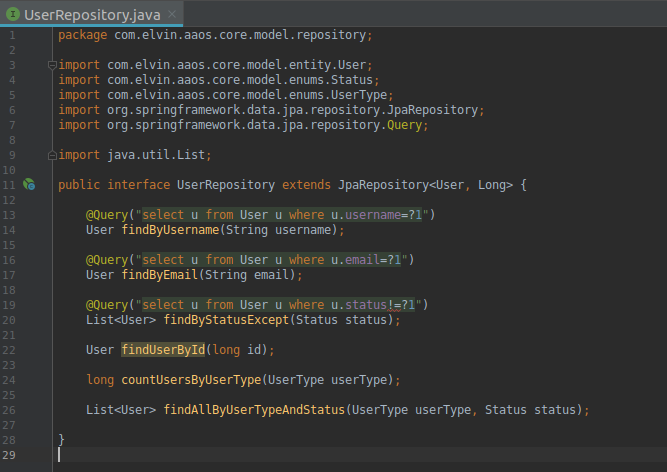 UserRepository.java
1 package com.elvin.aaos.core.model.repository;
2
3 import com.elvin.aaos.core.model.entity.User;
4 import com.elvin.aaos.core.model.enums.Status;
5 import com.elvin.aaos.core.model.enums.UserType;
6 import org.springframework.data.jpa.repository.JpaRepository;
7 import org.springframework.data.jpa.repository.Query;
8
9 import java.util.List;
10
11 public interface UserRepository extends JpaRepository<User, Long> {
12
13 @Query("select u from User u where u.username=?1")
14 User findByUsername(String username);
15
16 @Query("select u from User u where u.email=?1")
17 User findByEmail(String email);
18
19 @Query("select u from User u where u.status!=?1")
20 List<User> findByStatusExcept(Status status);
21
22 User findUserById(long id);
23
24 long countUsersByUserType(UserType userType);
25
26 List<User> findAllByUserTypeAndStatus(UserType userType, Status status);
27
28 }
29